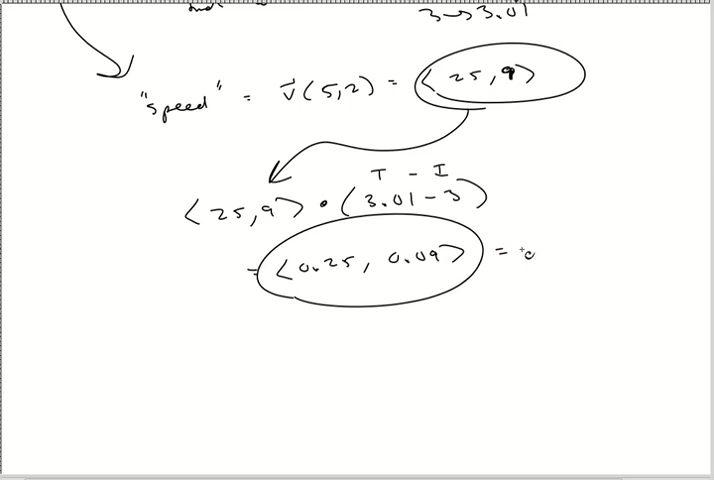 3→3.01
"speed" = v⃗(5,2) = ⟨25,9⟩
T - I
⟨25,9⟩ • (3.01-3)
= ⟨0.25, 0.09⟩ =